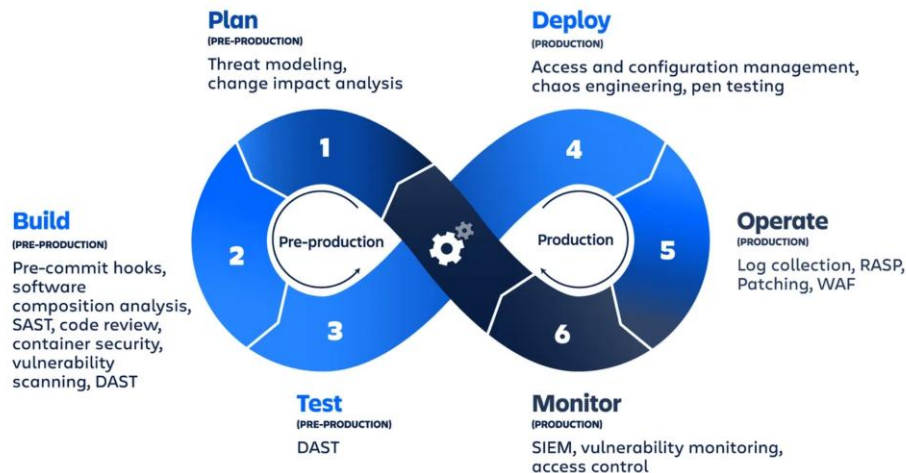 Plan
(PRE-PRODUCTION)
Threat modeling,
change impact analysis
Deploy
(PRODUCTION)
Access and configuration management,
chaos engineering, pen testing
1
4
Build
(PRE-PRODUCTION)
Pre-commit hooks,
software
composition analysis,
SAST, code review,
container security,
vulnerability
scanning, DAST
2
Pre-production
Production
5
Operate
(PRODUCTION)
Log collection, RASP,
Patching, WAF
3
6
Test
(PRE-PRODUCTION)
DAST
Monitor
(PRODUCTION)
SIEM, vulnerability monitoring,
access control